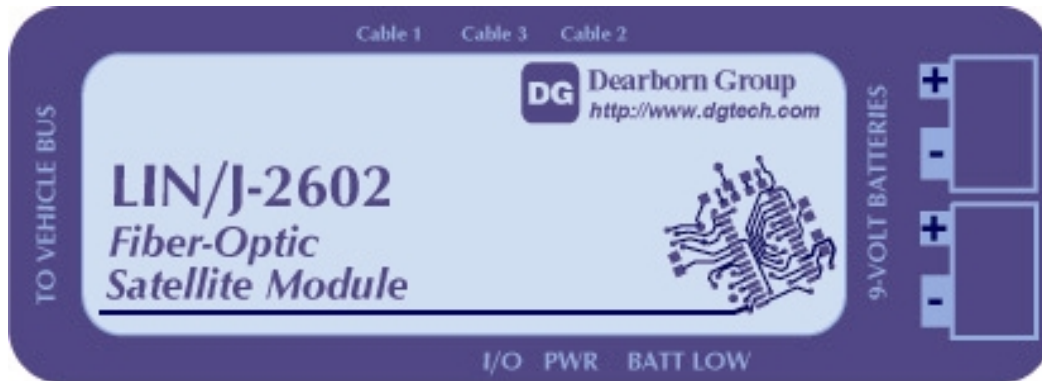 Cable 1 Cable 3 Cable 2
DG Dearborn Group
http://www.dgtech.com
TO VEHICLE BUS
LIN/J-2602
Fiber-Optic
Satellite Module
9-VOLT BATTERIES
+
-
+
-
I/O PWR BATT LOW